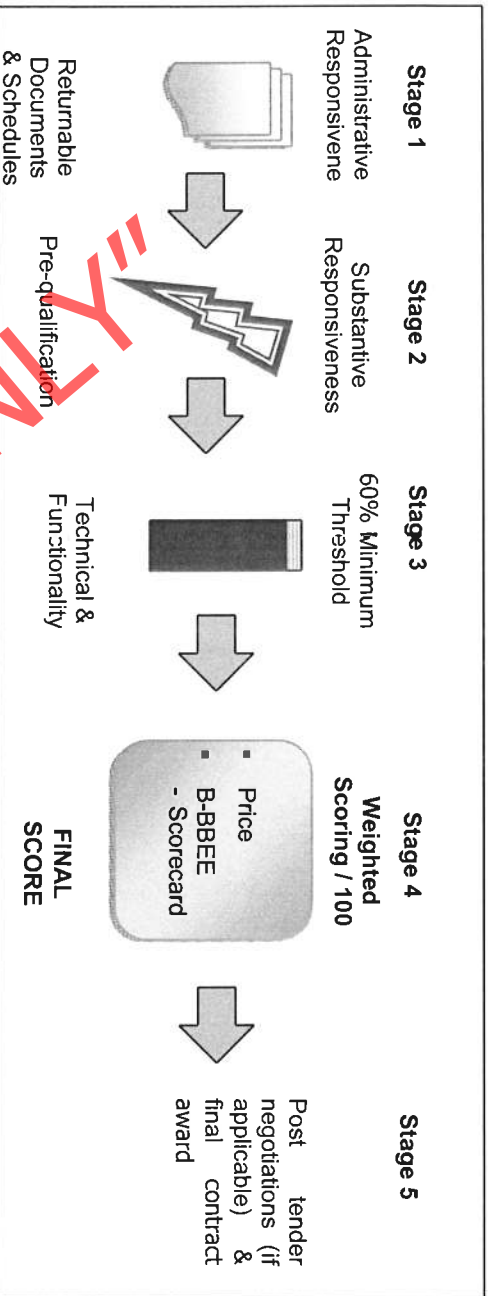 Stage 1
Administrative
Responsivene
Returnable
Documents
& Schedules
Stage 2
Substantive
Responsiveness
Pre-qualification
Stage 3
60% Minimum
Threshold
Technical &
Functionality
Stage 4
Weighted
Scoring / 100
▪ Price
▪ B-BBEE
- Scorecard
FINAL
SCORE
Stage 5
Post tender
negotiations (if
applicable) &
final contract
award
NLY"